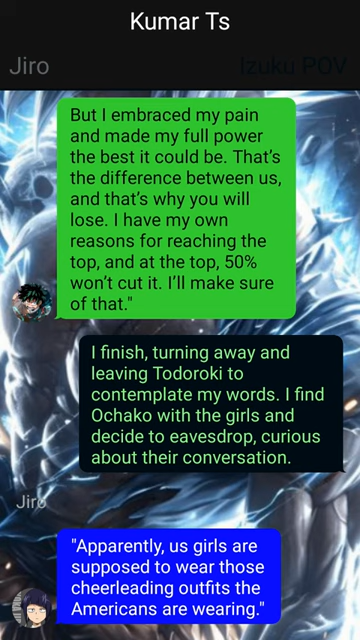 Kumar Ts
Jiro
Izuku POV
But I embraced my pain
and made my full power
the best it could be. That's
the difference between us,
and that's why you will
lose. I have my own
reasons for reaching the
top, and at the top, 50%
won't cut it. I'll make sure
of that."
I finish, turning away and
leaving Todoroki to
contemplate my words. I find
Ochako with the girls and
decide to eavesdrop, curious
about their conversation.
Jiro
"Apparently, us girls are
supposed to wear those
cheerleading outfits the
Americans are wearing."